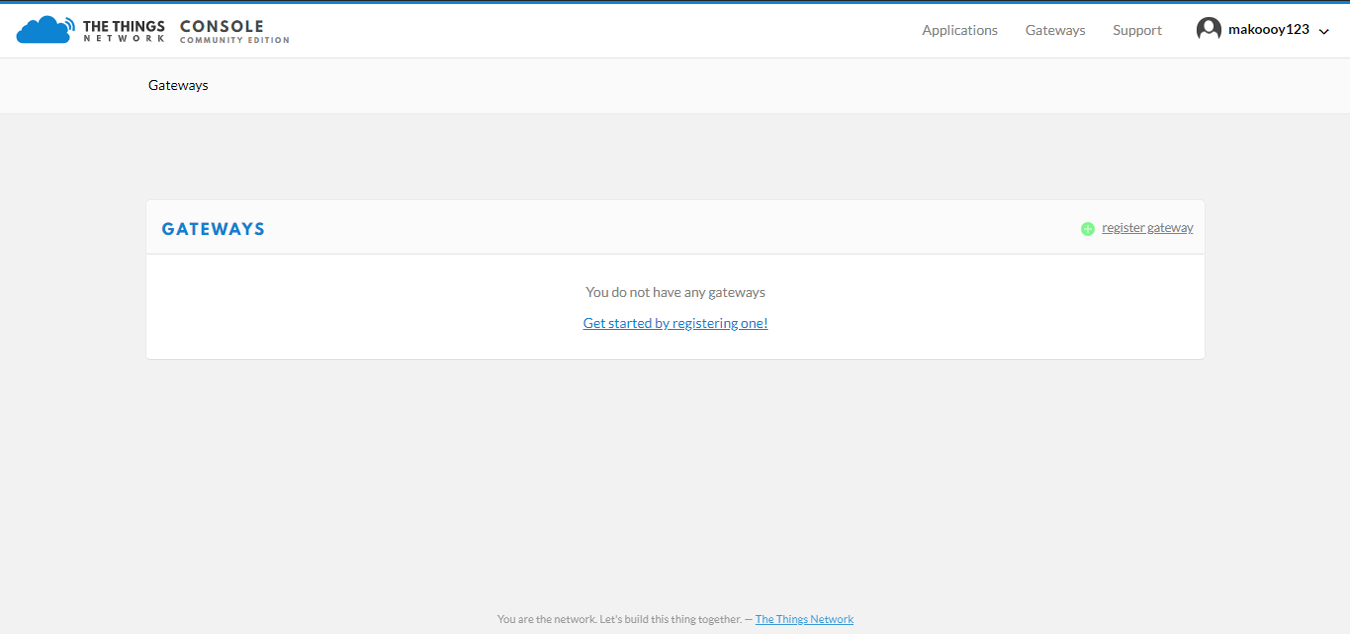 THE THINGS NETWORK CONSOLE COMMUNITY EDITION
Applications Gateways Support makoooy123
Gateways
GATEWAYS
register gateway
You do not have any gateways
Get started by registering one!
You are the network. Let's build this thing together. — The Things Network